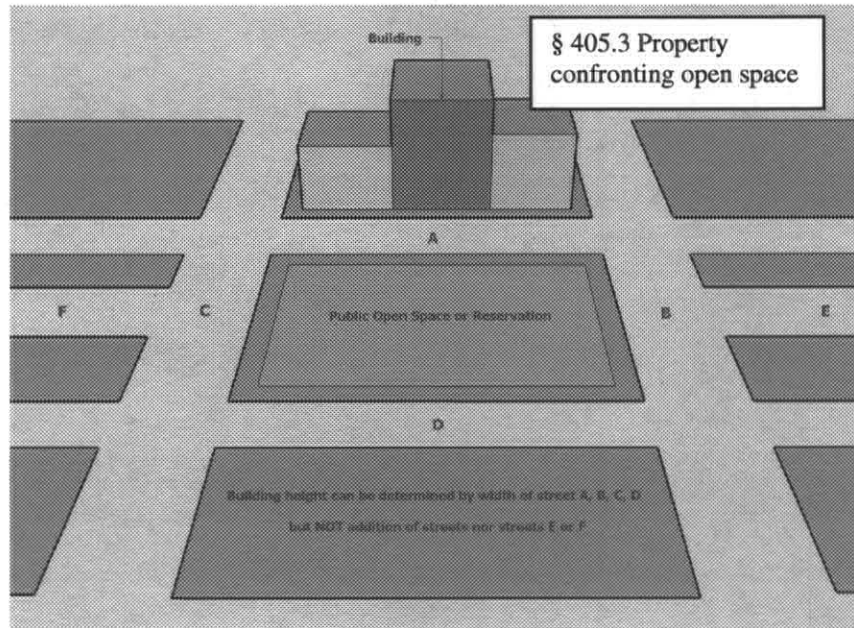 Building
§ 405.3 Property
confronting open space
A
F
C
Public Open Space or Reservation
B
E
D
Building height can be determined by width of street A, B, C, D
but NOT addition of streets nor streets E or F